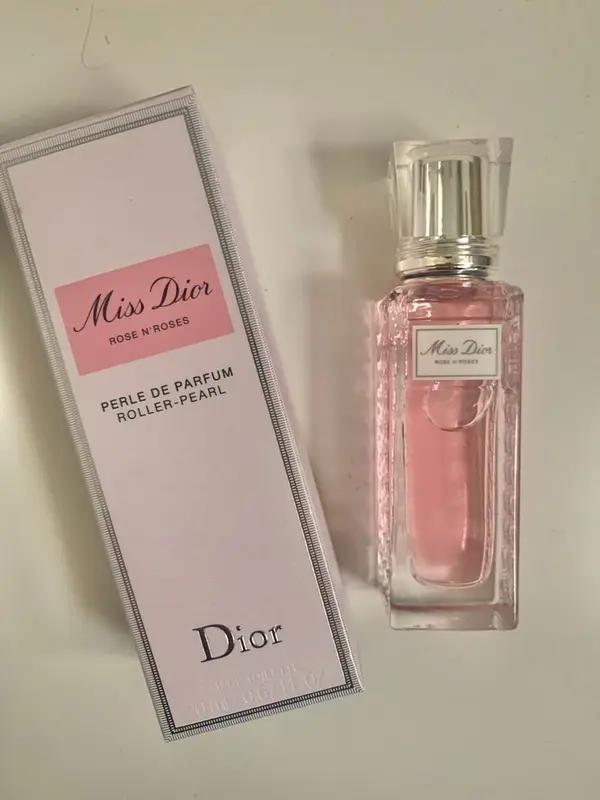 Miss Dior
ROSE N'ROSES
PERLE DE PARFUM
ROLLER-PEARL
Dior
Miss Dior
ROSE N'ROSES